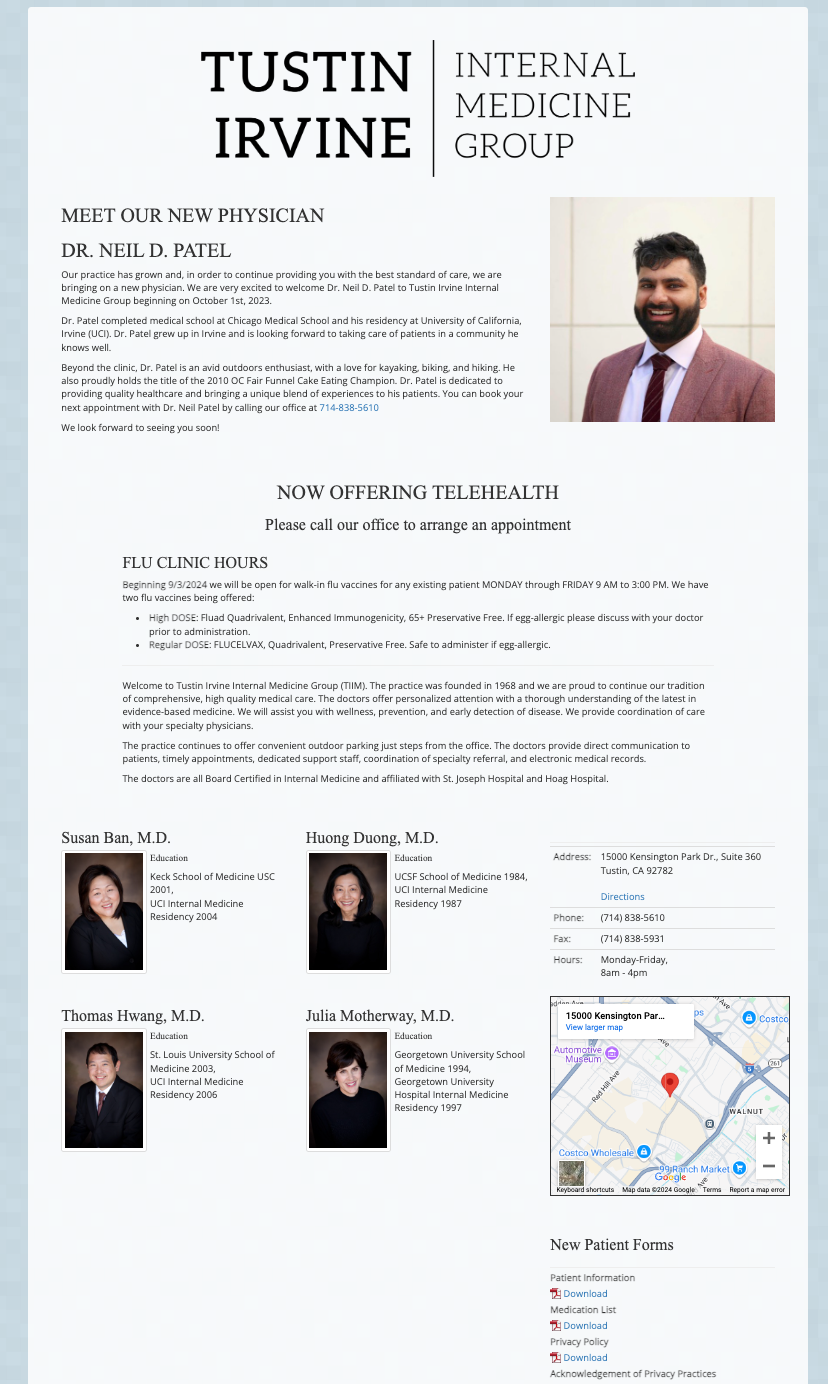 TUSTIN
IRVINE
INTERNAL
MEDICINE
GROUP
MEET OUR NEW PHYSICIAN
DR. NEIL D. PATEL
Our practice has grown and, in order to continue providing you with the best standard of care, we are
bringing on a new physician. We are very excited to welcome Dr. Neil D. Patel to Tustin Irvine Internal
Medicine Group beginning on October 1st, 2023.
Dr. Patel completed medical school at Chicago Medical School and his residency at University of California,
Irvine (UCI). Dr. Patel grew up in Irvine and is looking forward to taking care of patients in a community he
knows well.
Beyond the clinic, Dr. Patel is an avid outdoors enthusiast, with a love for kayaking, biking, and hiking. He
also proudly holds the title of the 2010 OC Fair Funnel Cake Eating Champion. Dr. Patel is dedicated to
providing quality healthcare and bringing a unique blend of experiences to his patients. You can book your
next appointment with Dr. Neil Patel by calling our office at 714-838-5610
We look forward to seeing you soon!
NOW OFFERING TELEHEALTH
Please call our office to arrange an appointment
FLU CLINIC HOURS
Beginning 9/3/2024 we will be open for walk-in flu vaccines for any existing patient MONDAY through FRIDAY 9 AM to 3:00 PM. We have
two flu vaccines being offered:
• High DOSE: Fluad Quadrivalent, Enhanced Immunogenicity, 65+ Preservative Free. If egg-allergic please discuss with your doctor
prior to administration.
• Regular DOSE: FLUCELVAX, Quadrivalent, Preservative Free. Safe to administer if egg-allergic.
Welcome to Tustin Irvine Internal Medicine Group (TIIM). The practice was founded in 1968 and we are proud to continue our tradition
of comprehensive, high quality medical care. The doctors offer personalized attention with a thorough understanding of the latest in
evidence-based medicine. We will assist you with wellness, prevention, and early detection of disease. We provide coordination of care
with your specialty physicians.
The practice continues to offer convenient outdoor parking just steps from the office. The doctors provide direct communication to
patients, timely appointments, dedicated support staff, coordination of specialty referral, and electronic medical records.
The doctors are all Board Certified in Internal Medicine and affiliated with St. Joseph Hospital and Hoag Hospital.
Susan Ban, M.D.
Education
Keck School of Medicine USC
2001,
UCI Internal Medicine
Residency 2004
Huong Duong, M.D.
Education
UCSF School of Medicine 1984,
UCI Internal Medicine
Residency 1987
Thomas Hwang, M.D.
Education
St. Louis University School of
Medicine 2003,
UCI Internal Medicine
Residency 2006
Julia Motherway, M.D.
Education
Georgetown University School
of Medicine 1994,
Georgetown University
Hospital Internal Medicine
Residency 1997
Address: 15000 Kensington Park Dr., Suite 360
Tustin, CA 92782
Directions
Phone: (714) 838-5610
Fax: (714) 838-5931
Hours: Monday-Friday,
8am - 4pm
15000 Kensington Par...
View larger map
Costco
Automotive
Museum
Red Hill Ave
5
261
WALNUT
Costco Wholesale
99 Ranch Market
Google
Keyboard shortcuts Map data ©2024 Google Terms Report a map error
New Patient Forms
Patient Information
Download
Medication List
Download
Privacy Policy
Download
Acknowledgement of Privacy Practices